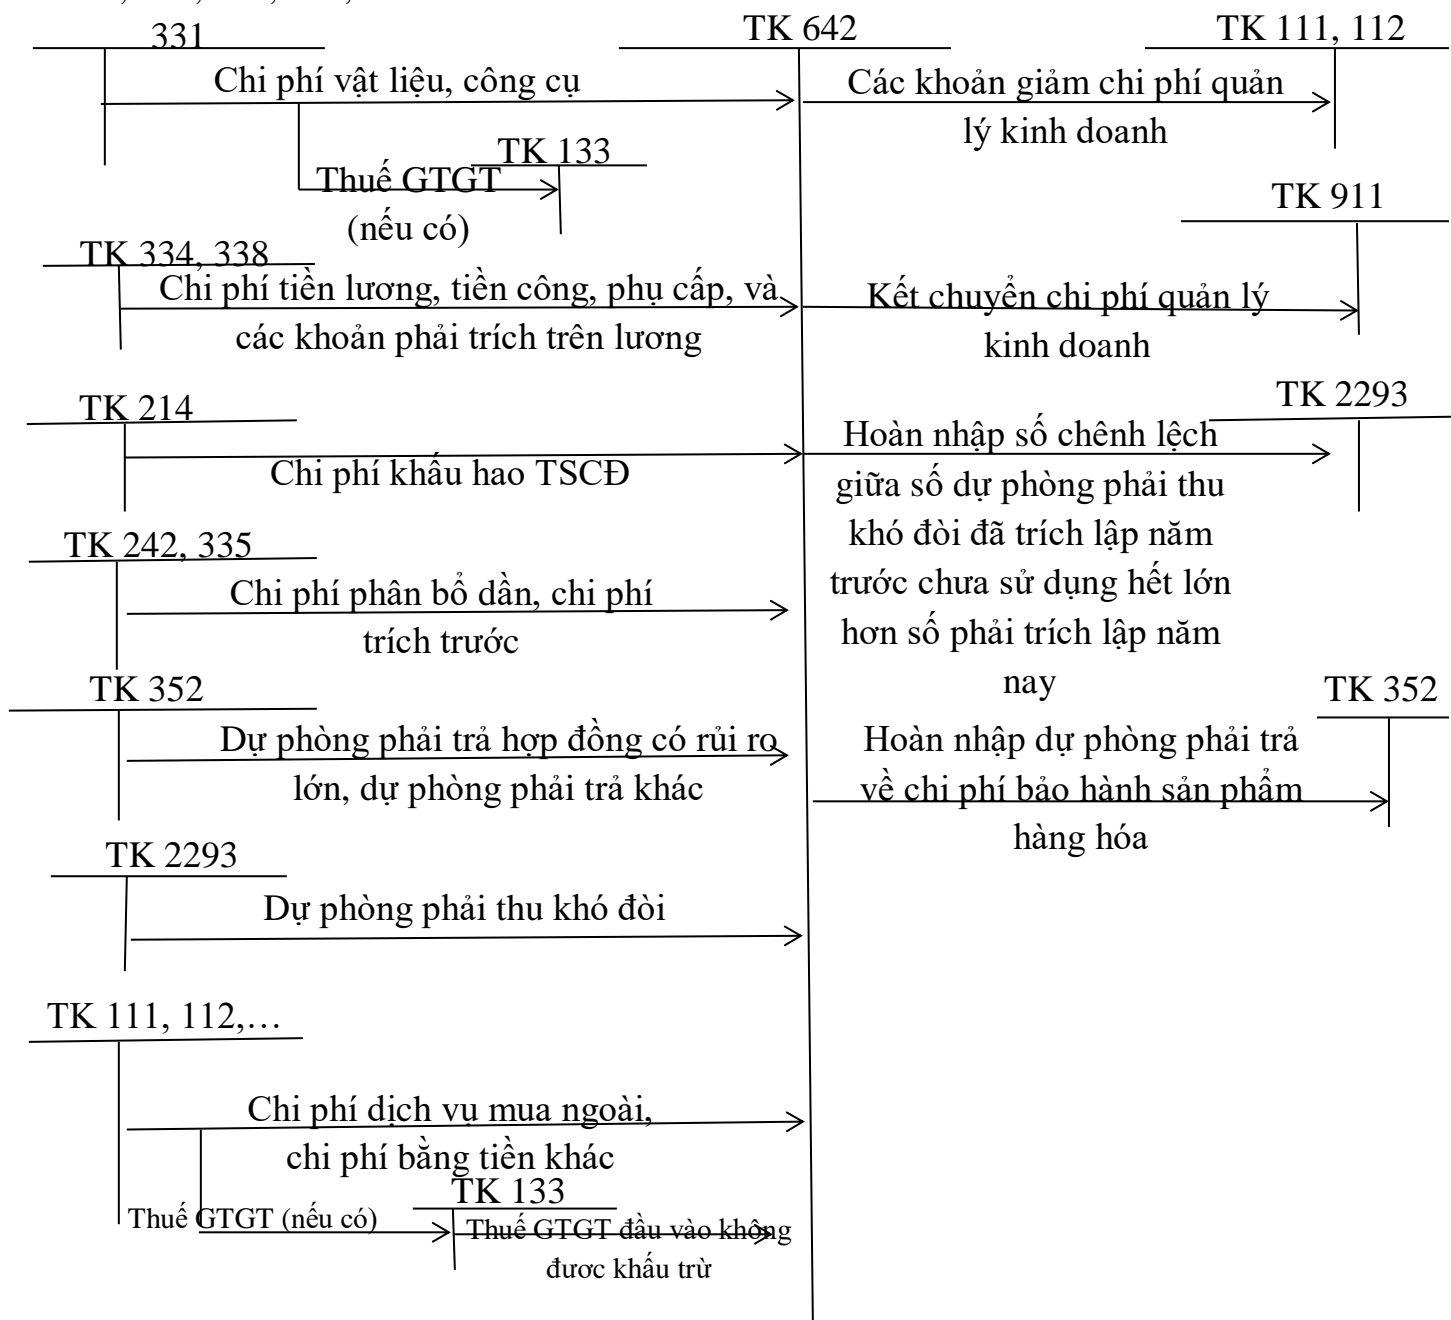 331
TK 642
TK 111, 112
Chi phí vật liệu, công cụ
Các khoản giảm chi phí quản
lý kinh doanh
TK 133
Thuế GTGT
(nếu có)
TK 911
TK 334, 338
Chi phí tiền lương, tiền công, phụ cấp, và
các khoản phải trích trên lương
Kết chuyển chi phí quản lý
kinh doanh
TK 214
Chi phí khấu hao TSCĐ
TK 2293
Hoàn nhập số chênh lệch
giữa số dự phòng phải thu
khó đòi đã trích lập năm
trước chưa sử dụng hết lớn
hơn số phải trích lập năm
nay
TK 242, 335
Chi phí phân bổ dần, chi phí
trích trước
TK 352
Dự phòng phải trả hợp đồng có rủi ro
lớn, dự phòng phải trả khác
TK 352
Hoàn nhập dự phòng phải trả
về chi phí bảo hành sản phẩm
hàng hóa
TK 2293
Dự phòng phải thu khó đòi
TK 111, 112,…
Chi phí dịch vụ mua ngoài,
chi phí bằng tiền khác
TK 133
Thuế GTGT (nếu có)
Thuế GTGT đầu vào không
đươc khấu trừ